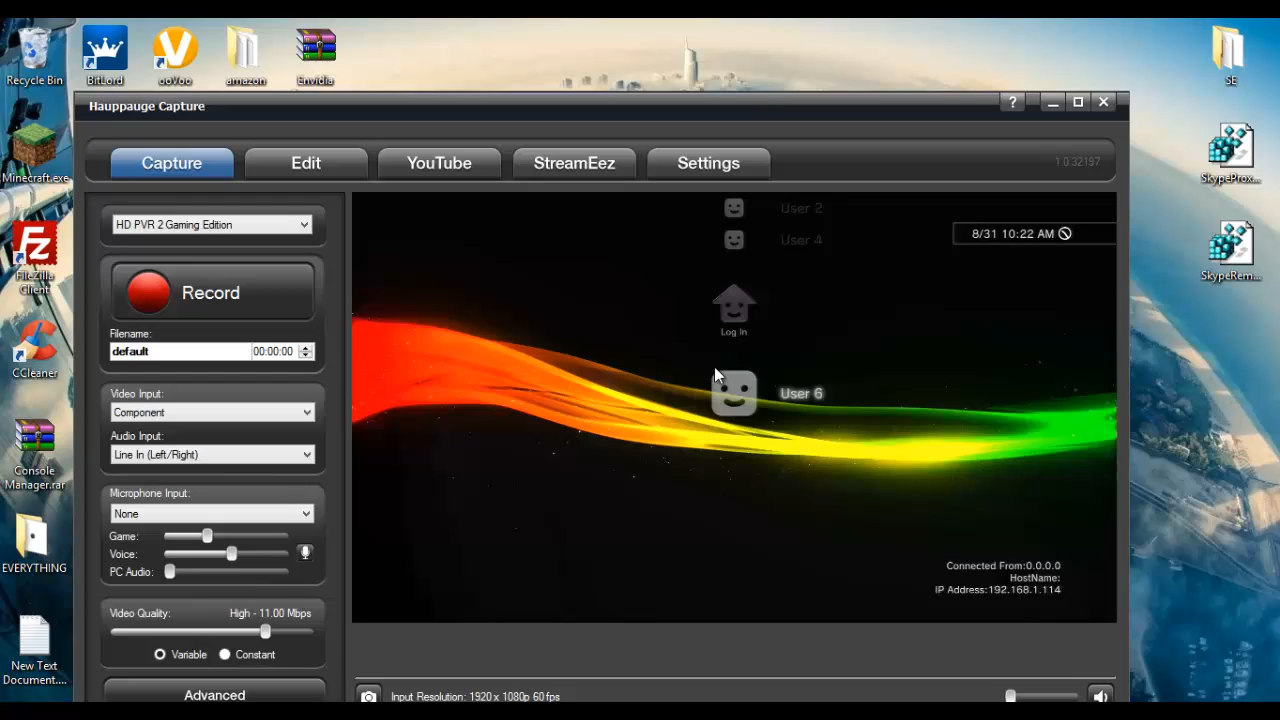 Recycle Bin
BitLord
ooVoo
amazon
Envidia
SE
Hauppauge Capture
?
Capture
Edit
YouTube
StreamEez
Settings
1.0.32197
Minecraft.exe
SkypeProx...
HD PVR 2 Gaming Edition
User 2
User 4
8/31 10:22 AM
FileZilla
Client
SkypeRem...
Record
Log In
Filename:
default
00:00:00
CCleaner
Video Input:
Component
User 6
Audio Input:
Line In (Left/Right)
Console
Manager.rar
Microphone Input:
None
Game:
Voice:
PC Audio:
EVERYTHING
Connected From:0.0.0.0
HostName:
IP Address:192.168.1.114
Video Quality:
High - 11.00 Mbps
Variable
Constant
New Text
Document....
Advanced
Input Resolution: 1920 x 1080p 60 fps